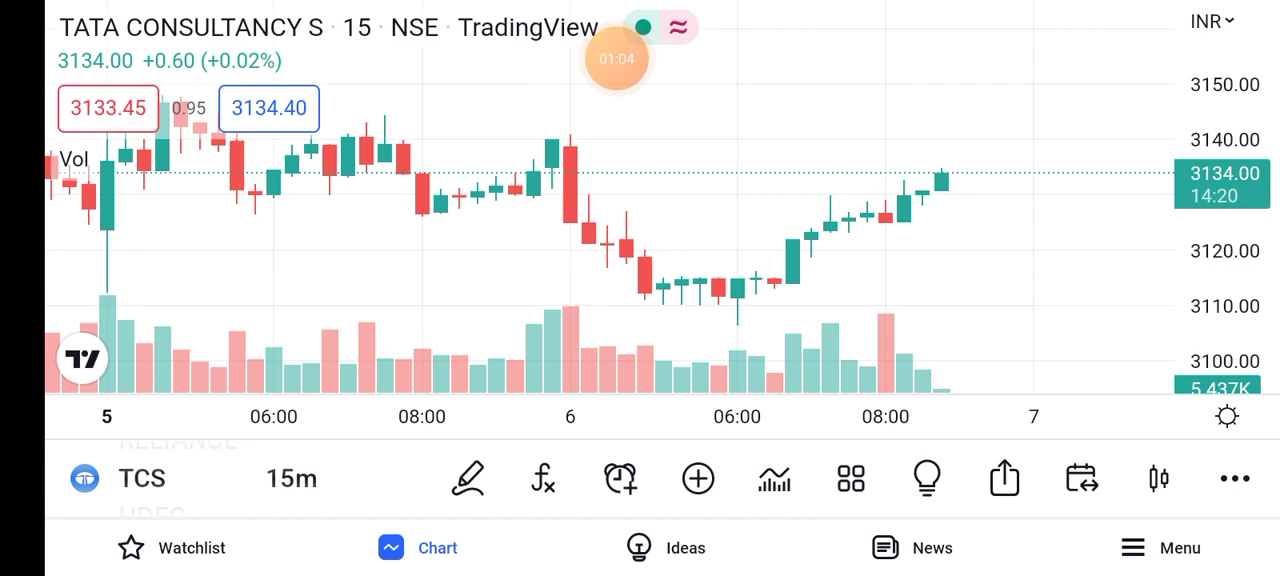 TATA CONSULTANCY S · 15 · NSE · TradingView
01:04
INR
3134.00 +0.60 (+0.02%)
3133.45 0.95 3134.40
Vol
3150.00
3140.00
3134.00
14:20
3120.00
3110.00
3100.00
5.437K
5 06:00 08:00 6 06:00 08:00 7
RELIANCE
TCS 15m
HDFC
Watchlist Chart Ideas News Menu